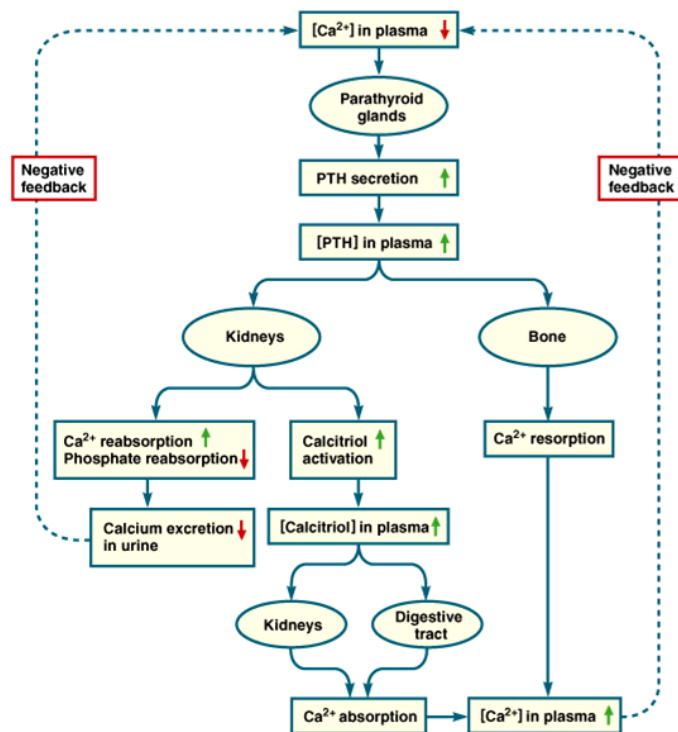 [Ca²⁺] in plasma ↓
Parathyroid
glands
Negative
feedback
Negative
feedback
PTH secretion ↑
[PTH] in plasma ↑
Kidneys
Bone
Ca²⁺ reabsorption ↑
Phosphate reabsorption ↓
Calcitriol ↑
activation
Ca²⁺ resorption
Calcium excretion ↓
in urine
[Calcitriol] in plasma ↑
Kidneys
Digestive
tract
Ca²⁺ absorption
[Ca²⁺] in plasma ↑